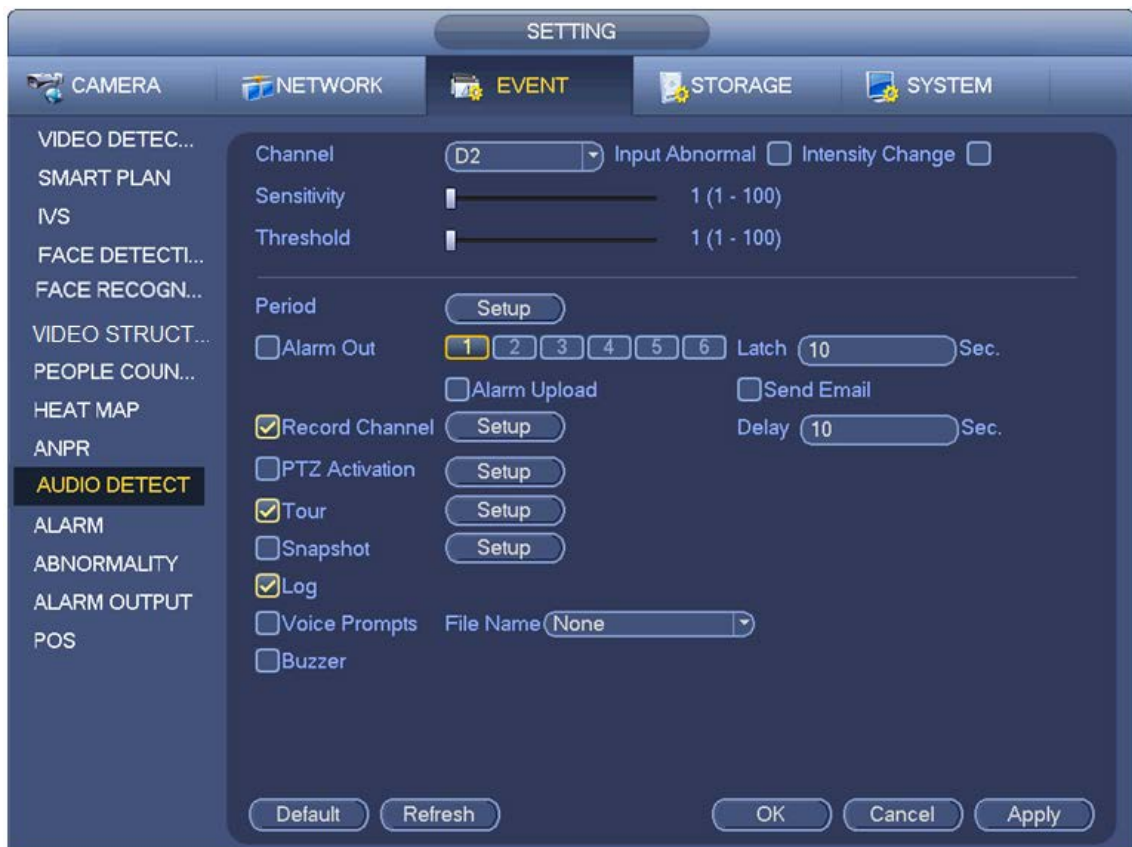 SETTING
CAMERA NETWORK EVENT STORAGE SYSTEM
VIDEO DETEC...
SMART PLAN
IVS
FACE DETECTI...
FACE RECOGN...
VIDEO STRUCT...
PEOPLE COUN...
HEAT MAP
ANPR
AUDIO DETECT
ALARM
ABNORMALITY
ALARM OUTPUT
POS
Channel D2 Input Abnormal Intensity Change
Sensitivity 1 (1 - 100)
Threshold 1 (1 - 100)
Period Setup
Alarm Out 1 2 3 4 5 6 Latch 10 Sec.
Alarm Upload Send Email
Record Channel Setup Delay 10 Sec.
PTZ Activation Setup
Tour Setup
Snapshot Setup
Log
Voice Prompts File Name None
Buzzer
Default Refresh OK Cancel Apply